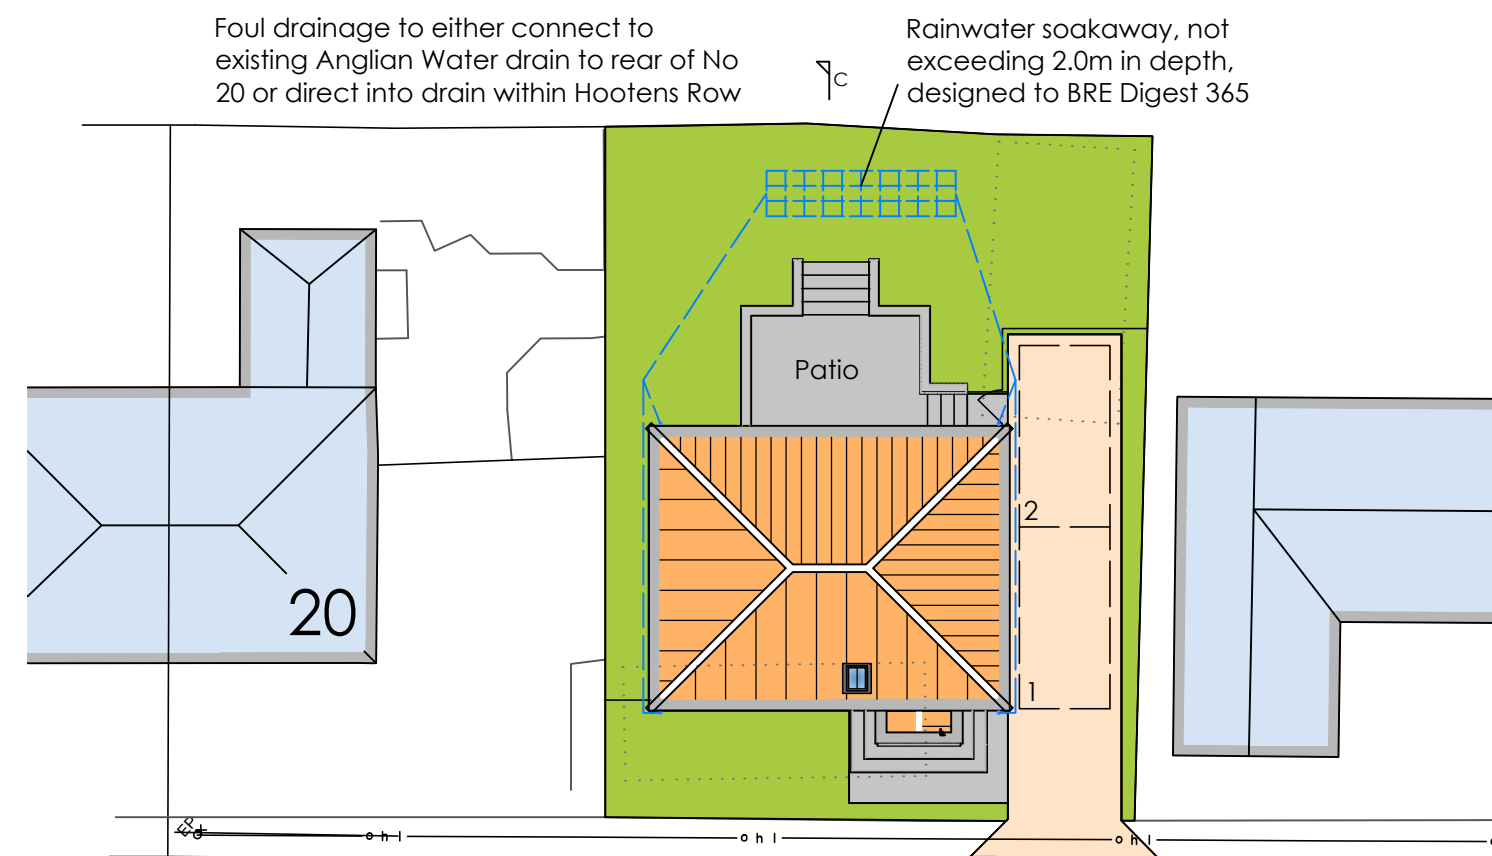 Foul drainage to either connect to
existing Anglian Water drain to rear of No
20 or direct into drain within Hootens Row
Rainwater soakaway, not
exceeding 2.0m in depth,
designed to BRE Digest 365
C
Patio
2
20
1
EP
o h l
o h l
o h l